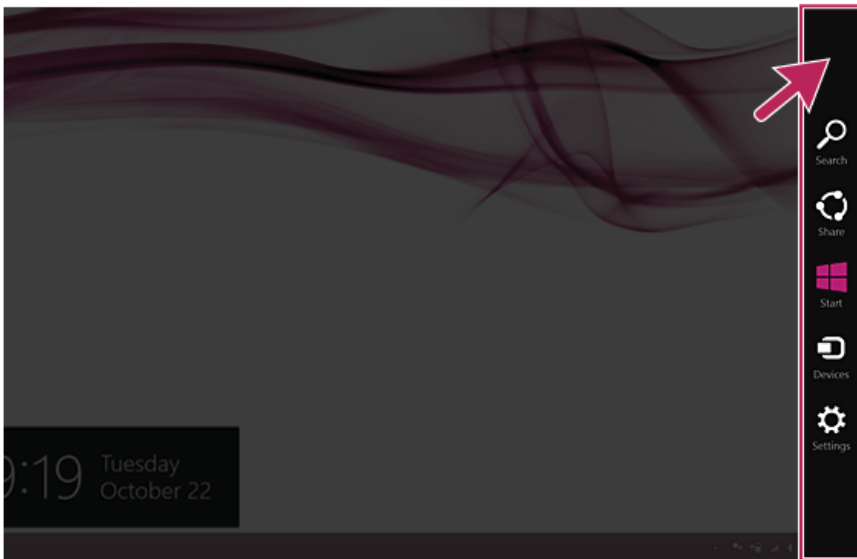 Search
Share
Start
Devices
Settings
9:19
Tuesday
October 22